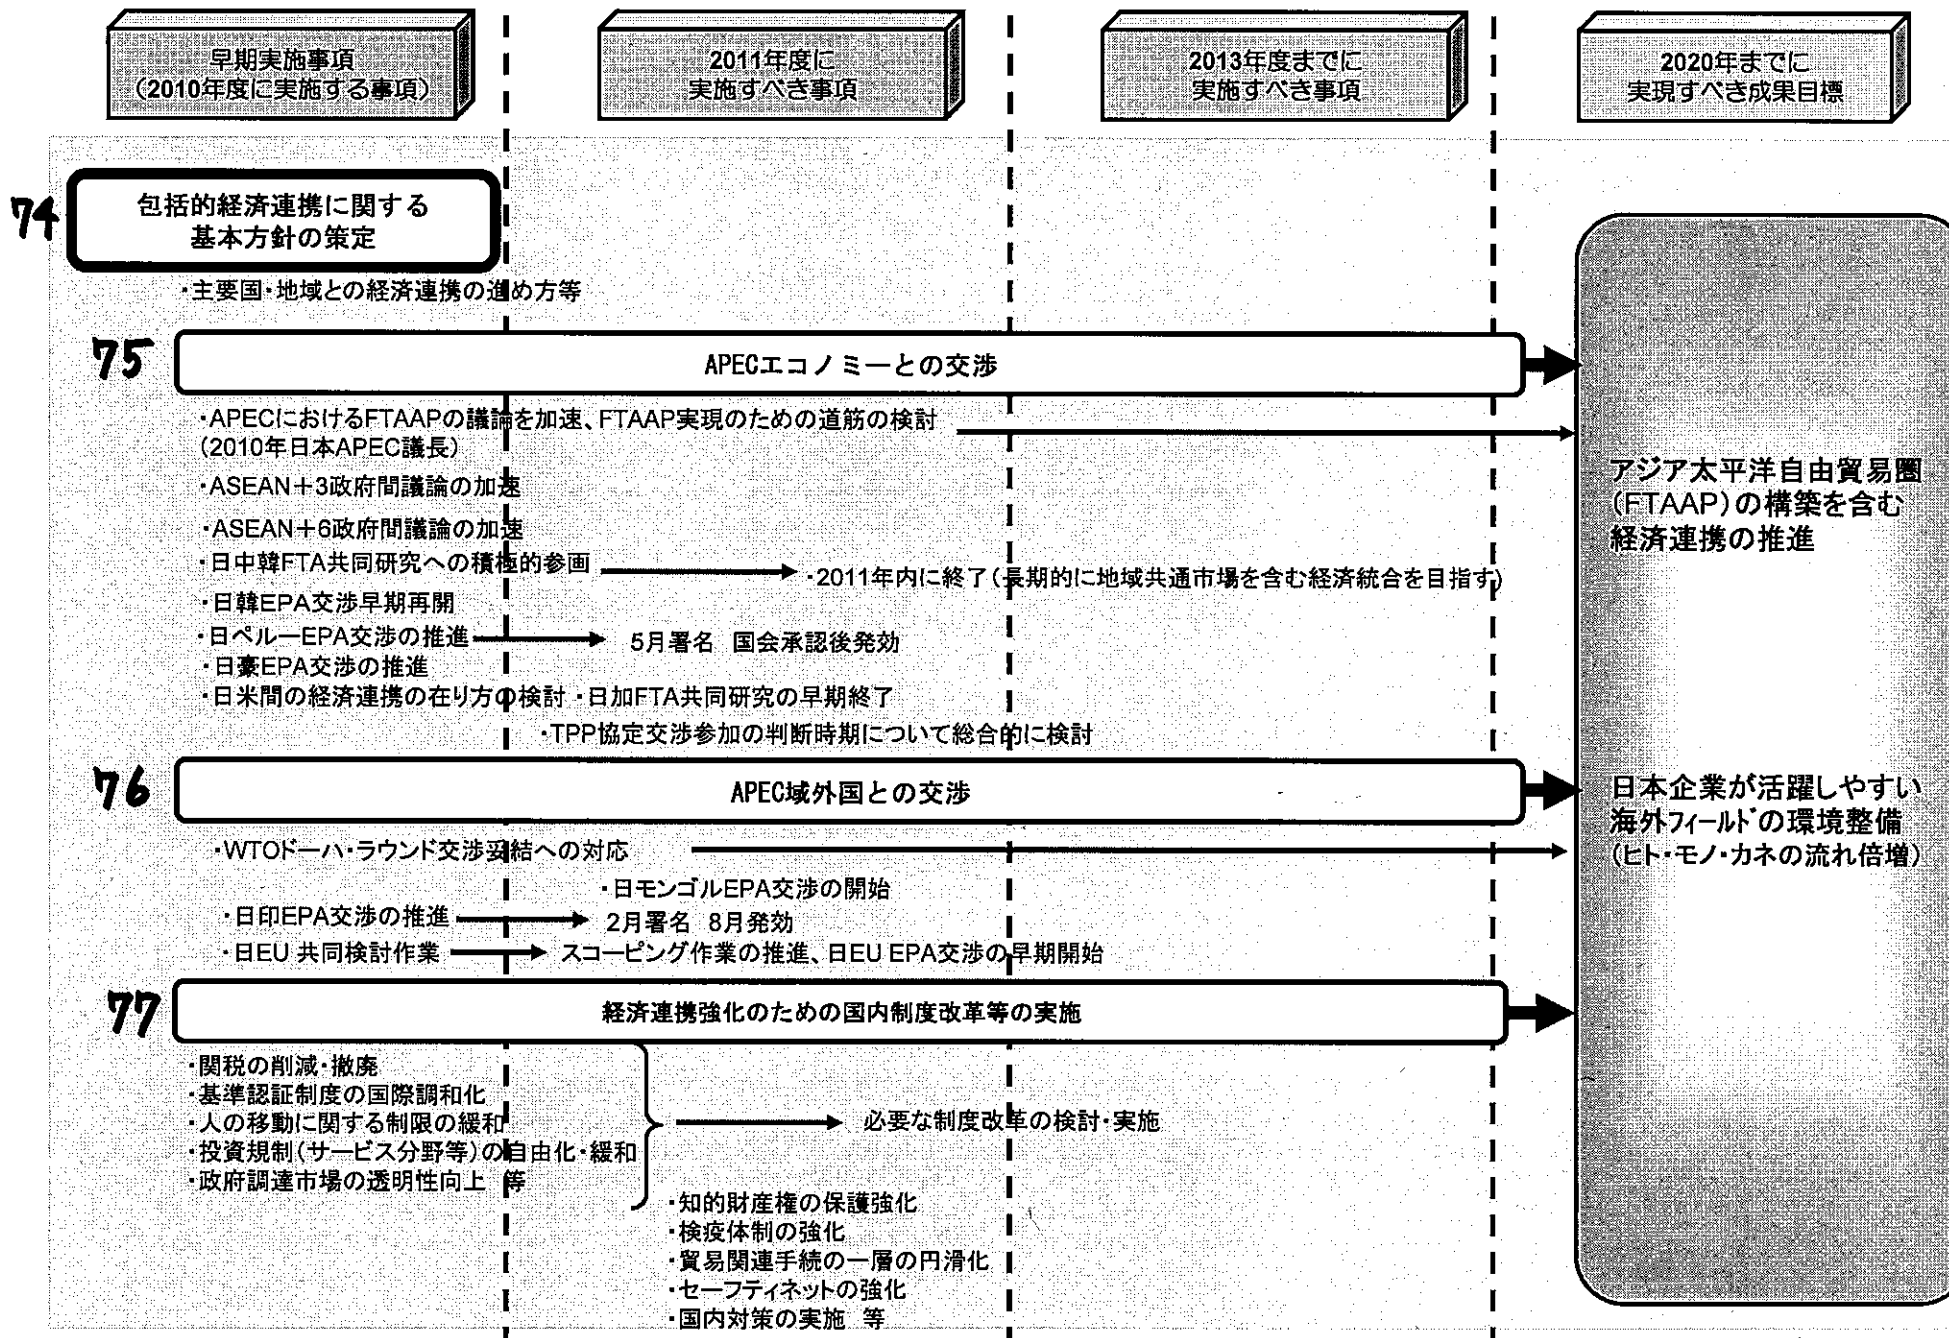 早期実施事項
（2010年度に実施する事項）
2011年度に
実施すべき事項
2013年度までに
実施すべき事項
2020年までに
実現すべき成果目標
74
包括的経済連携に関する
基本方針の策定
・主要国・地域との経済連携の進め方等
75
APECエコノミーとの交渉
・APECにおけるFTAAPの議論を加速、FTAAP実現のための道筋の検討
（2010年日本APEC議長）
・ASEAN＋3政府間議論の加速
・ASEAN＋6政府間議論の加速
・日中韓FTA共同研究への積極的参画
・2011年内に終了（長期的に地域共通市場を含む経済統合を目指す）
・日韓EPA交渉早期再開
・日ペルーEPA交渉の推進
5月署名 国会承認後発効
・日豪EPA交渉の推進
・日米間の経済連携の在り方の検討 ・日加FTA共同研究の早期終了
・TPP協定交渉参加の判断時期について総合的に検討
76
APEC域外国との交渉
・WTOドーハ・ラウンド交渉妥結への対応
・日モンゴルEPA交渉の開始
・日印EPA交渉の推進
2月署名 8月発効
・日EU 共同検討作業
スコーピング作業の推進、日EU EPA交渉の早期開始
77
経済連携強化のための国内制度改革等の実施
・関税の削減・撤廃
・基準認証制度の国際調和化
・人の移動に関する制限の緩和
・投資規制（サービス分野等）の自由化・緩和
・政府調達市場の透明性向上 等
必要な制度改革の検討・実施
・知的財産権の保護強化
・検疫体制の強化
・貿易関連手続の一層の円滑化
・セーフティネットの強化
・国内対策の実施 等
アジア太平洋自由貿易圏
（FTAAP）の構築を含む
経済連携の推進
日本企業が活躍しやすい
海外フィールドの環境整備
（ヒト・モノ・カネの流れ倍増）